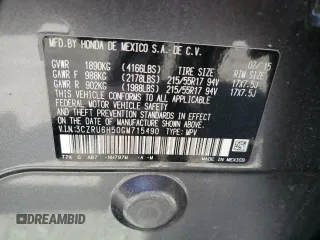 MFD.BY HONDA DE MEXICO S.A. DE C.V.
07/15
GVWR 1890KG (4166LBS) TIRE SIZE RIM SIZE
GAWR F 988KG (2178LBS) 215/55R17 94V 17X7.5J
GAWR R 902KG (1988LBS) 215/55R17 94V 17X7.5J
THIS VEHICLE CONFORMS TO ALL APPLICABLE
FEDERAL MOTOR VEHICLE SAFETY AND
THEFT PREVENTION STANDARDS IN EFFECT ON THE
DATE OF MANUFACTURE SHOWN ABOVE.
V.I.N:3CZRU6H50GM715490 TYPE: MPV
T7X G AB7 NH797M -A -M
MADE IN MEXICO
DREAMBID